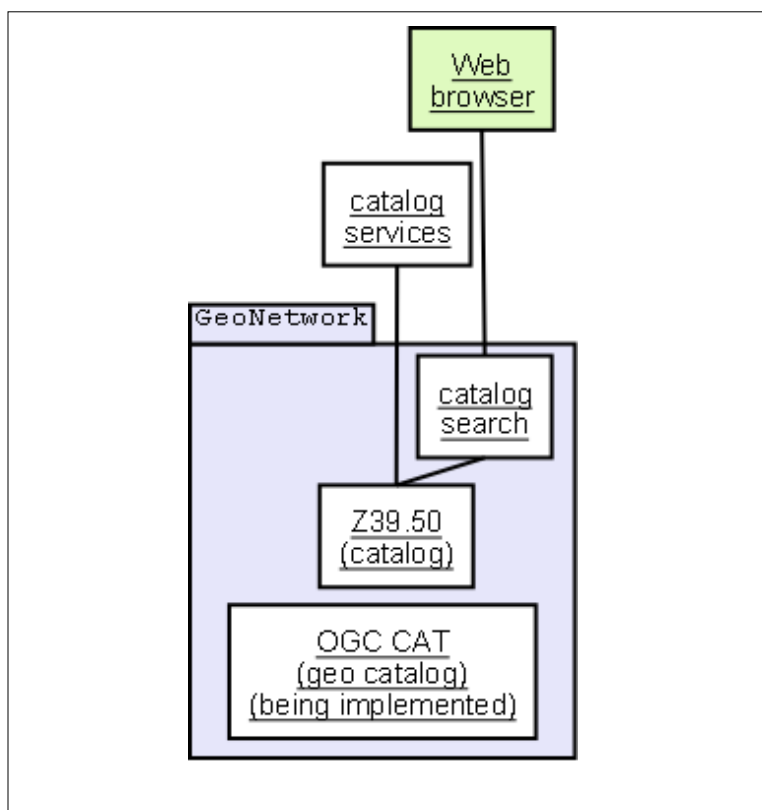 Web
browser
catalog
services
GeoNetwork
catalog
search
Z39.50
(catalog)
OGC CAT
(geo catalog)
(being implemented)